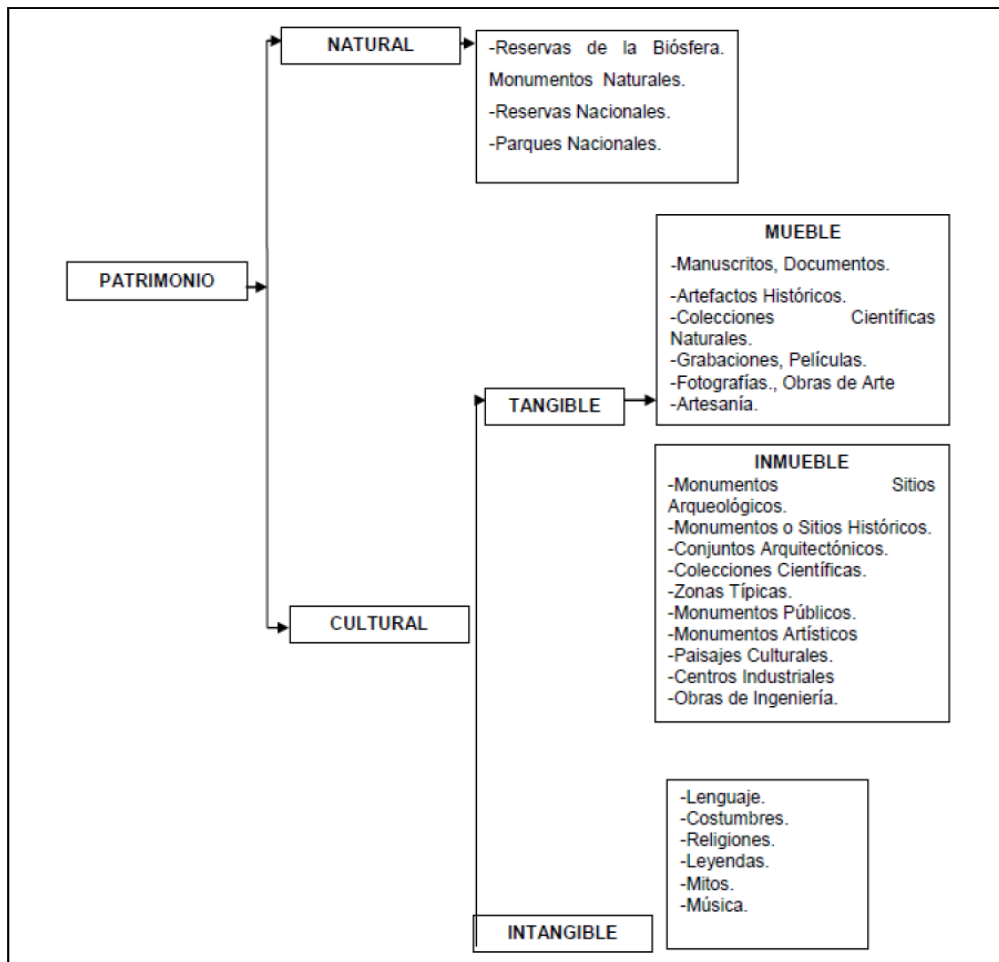 NATURAL
-Reservas de la Biósfera.
Monumentos Naturales.
-Reservas Nacionales.
-Parques Nacionales.
PATRIMONIO
MUEBLE
-Manuscritos, Documentos.
-Artefactos Históricos.
-Colecciones Científicas
Naturales.
-Grabaciones, Películas.
-Fotografías., Obras de Arte
-Artesanía.
TANGIBLE
INMUEBLE
-Monumentos Sitios
Arqueológicos.
-Monumentos o Sitios Históricos.
-Conjuntos Arquitectónicos.
-Colecciones Científicas.
-Zonas Típicas.
-Monumentos Públicos.
-Monumentos Artísticos
-Paisajes Culturales.
-Centros Industriales
-Obras de Ingeniería.
CULTURAL
-Lenguaje.
-Costumbres.
-Religiones.
-Leyendas.
-Mitos.
-Música.
INTANGIBLE